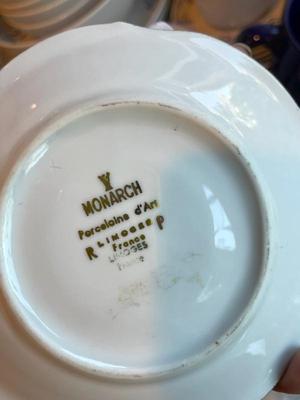 MONARCH
Porcelaine d'Art
R LIMOGES P
France
LIMOGES
France